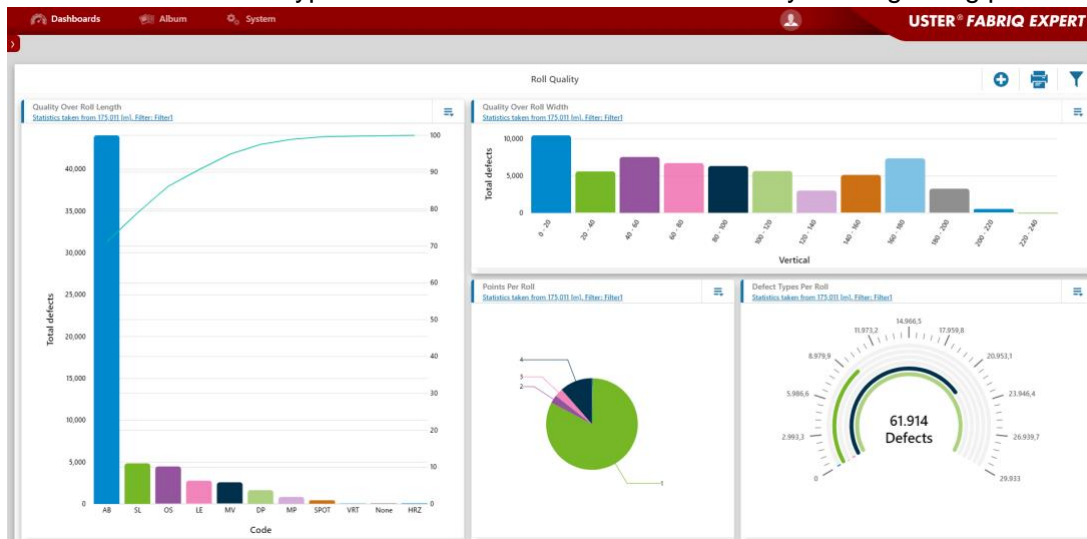 Dashboards
Album
System
USTER® FABRIQ EXPERT
Roll Quality
Quality Over Roll Length
Statistics taken from 175,011 [m], Filter: Filter1
Total defects
40,000
35,000
30,000
25,000
20,000
15,000
10,000
5,000
0
100
90
80
70
60
50
40
30
20
10
0
AB SL OS LE MV DP MP SPOT VRT None HRZ
Code
Quality Over Roll Width
Statistics taken from 175,011 [m], Filter: Filter1
Total defects
10,000
5,000
0
0 - 20 20 - 40 40 - 60 60 - 80 80 - 100 100 - 120 120 - 140 140 - 160 160 - 180 180 - 200 200 - 220 220 - 240
Vertical
Points Per Roll
Statistics taken from 175,011 [m], Filter: Filter1
4
3
2
1
Defect Types Per Roll
Statistics taken from 175,011 [m], Filter: Filter1
0
2.993,3
5.986,6
8.979,9
11.973,2
14.966,5
17.959,8
20.953,1
23.946,4
26.939,7
29.933
61.914
Defects